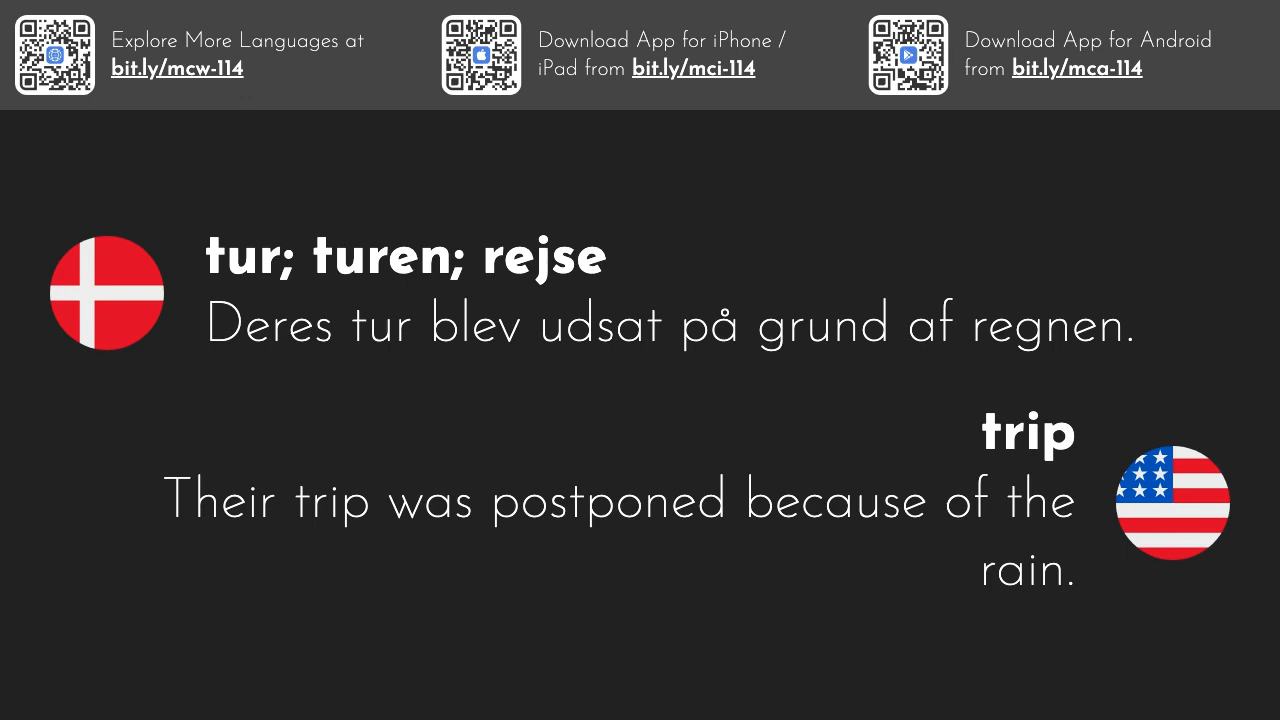 Explore More Languages at
bit.ly/mcw-114
Download App for iPhone /
iPad from bit.ly/mci-114
Download App for Android
from bit.ly/mca-114
tur; turen; rejse
Deres tur blev udsat på grund af regnen.
trip
Their trip was postponed because of the
rain.